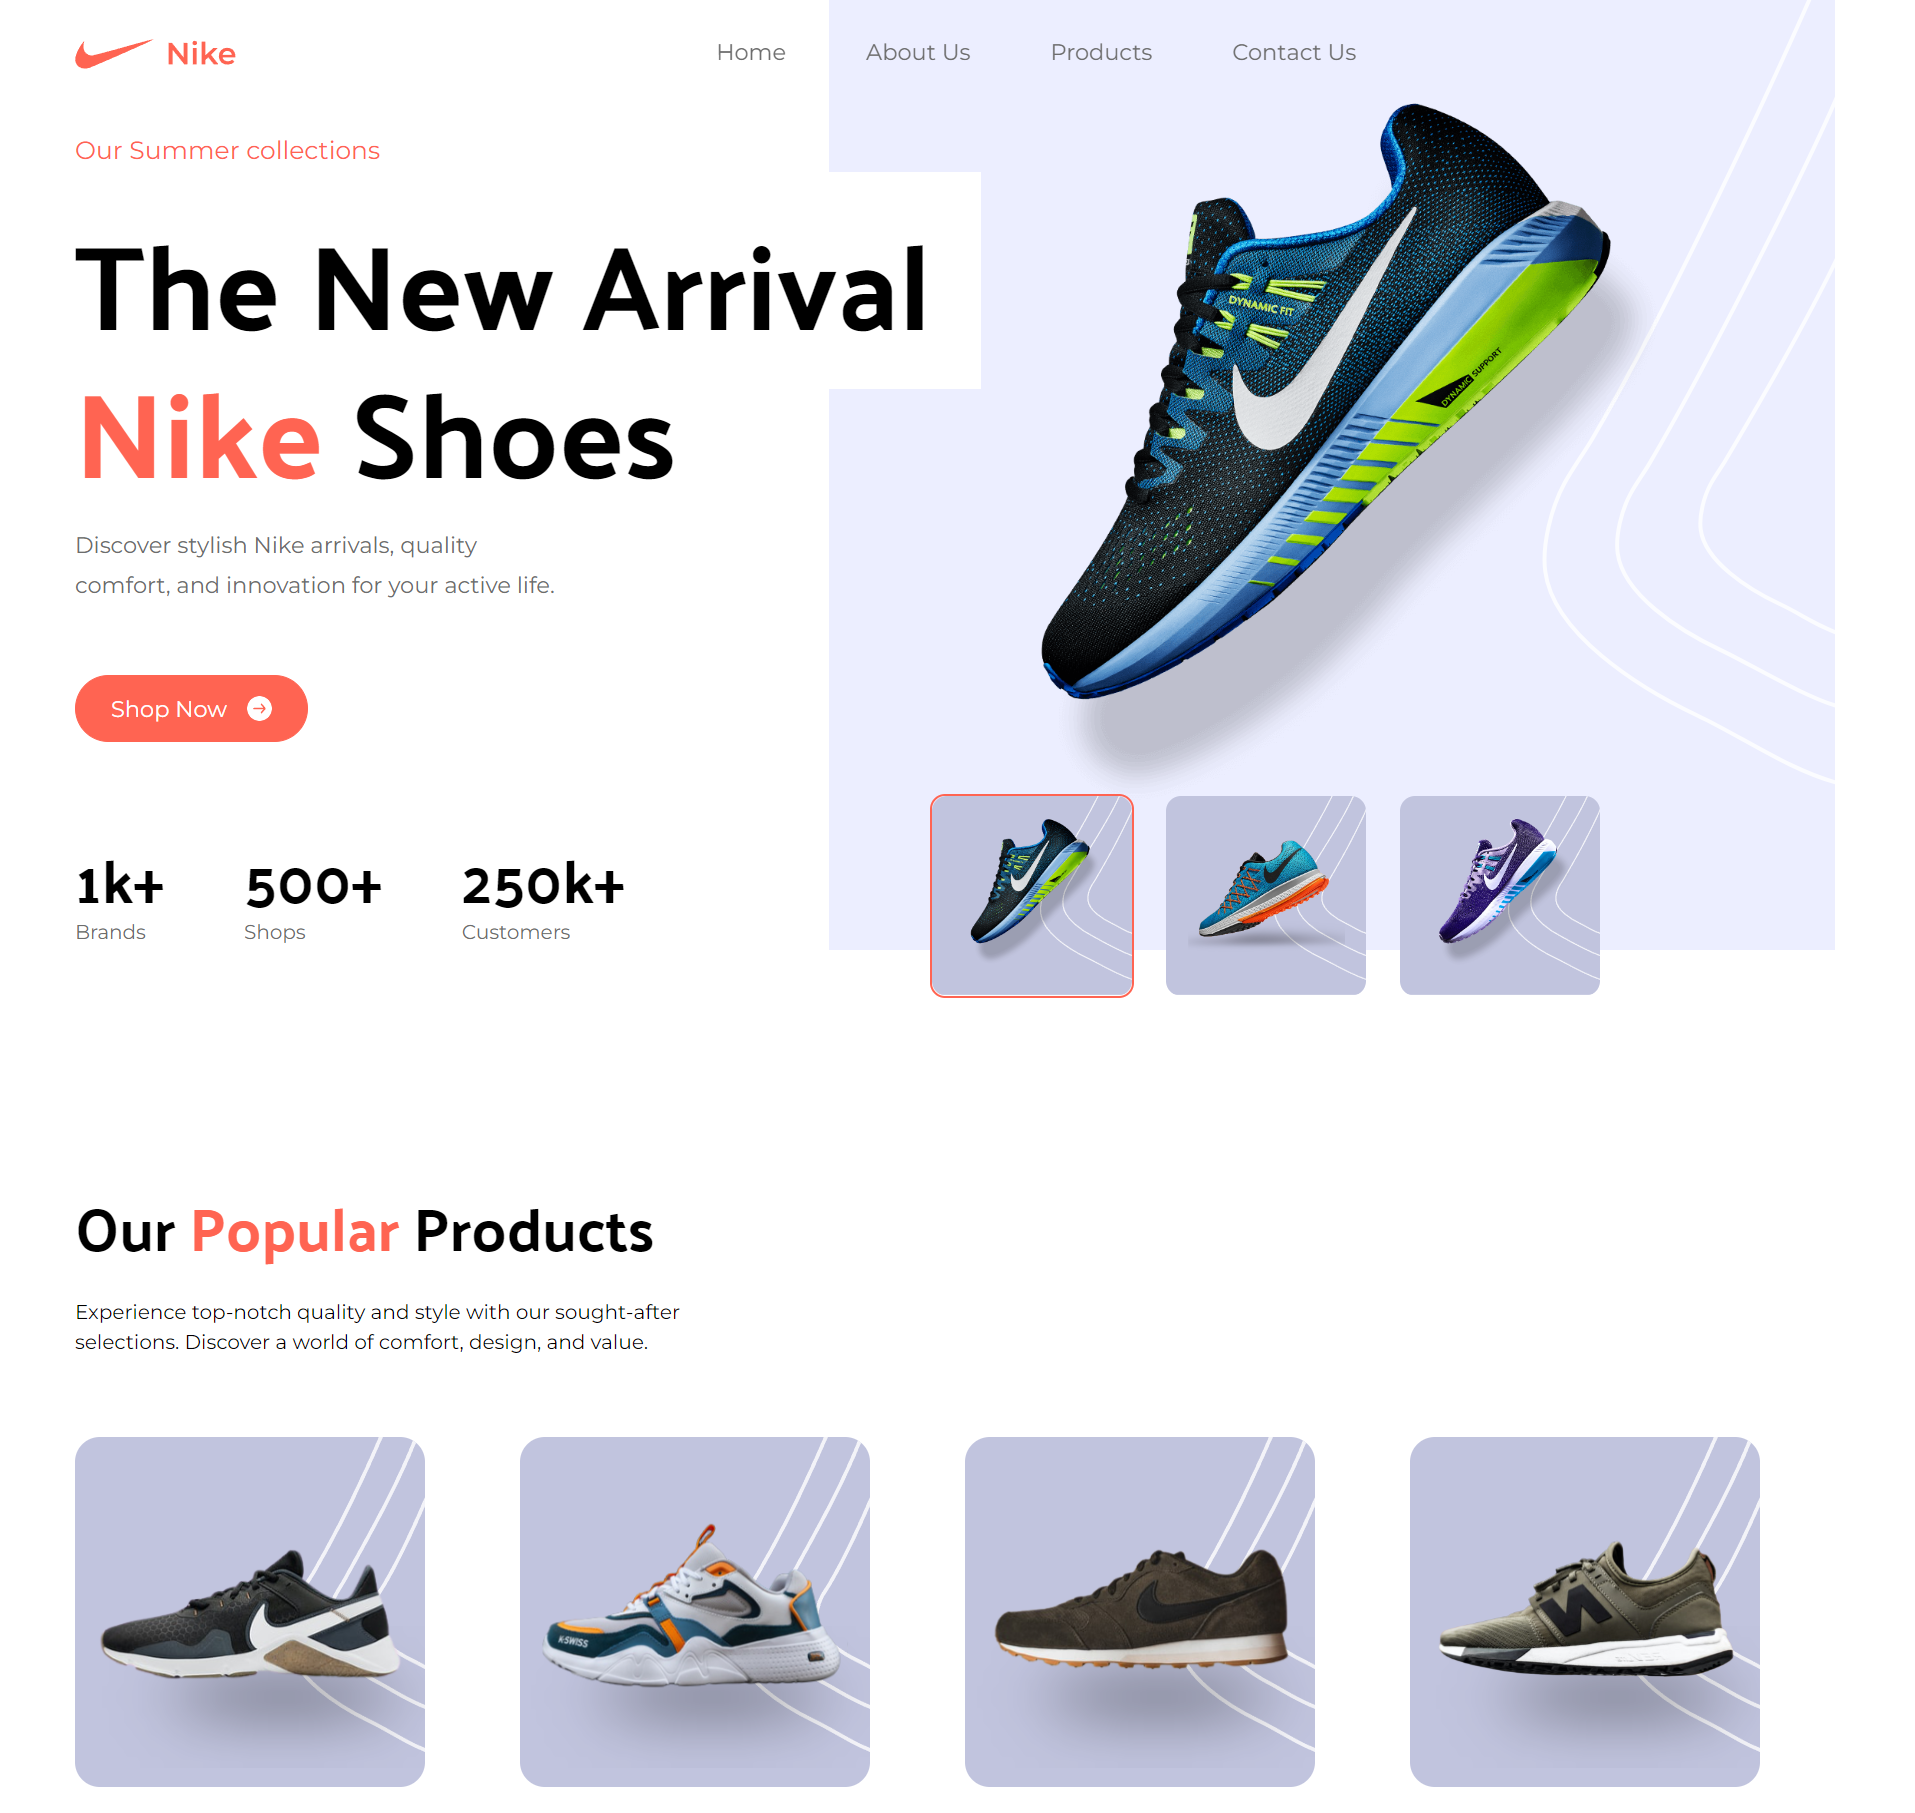 Nike
Home
About Us
Products
Contact Us
Our Summer collections
The New Arrival
Nike Shoes
Discover stylish Nike arrivals, quality
comfort, and innovation for your active life.
Shop Now
1k+
Brands
500+
Shops
250k+
Customers
DYNAMIC FIT
DYNAMIC SUPPORT
Our Popular Products
Experience top-notch quality and style with our sought-after
selections. Discover a world of comfort, design, and value.
K-SWISS
N